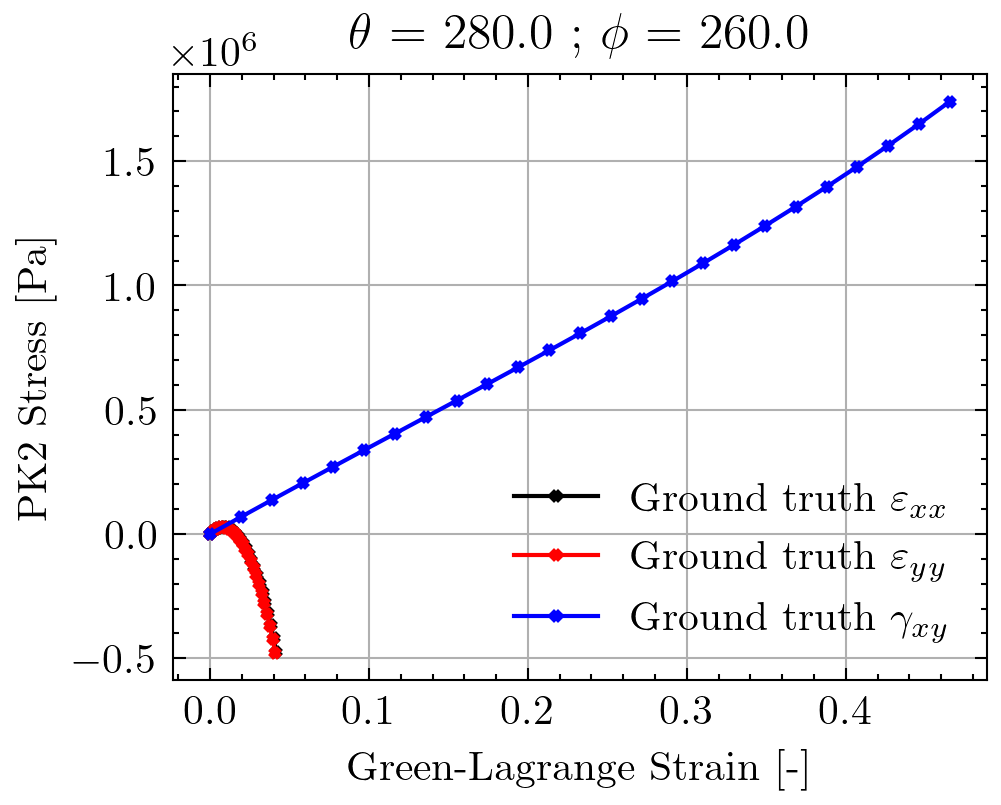 θ = 280.0 ; ϕ = 260.0
×10⁶
1.5
1.0
0.5
0.0
−0.5
PK2 Stress [Pa]
Ground truth εₓₓ
Ground truth ε_yy
Ground truth γ_xy
0.0 0.1 0.2 0.3 0.4
Green-Lagrange Strain [-]